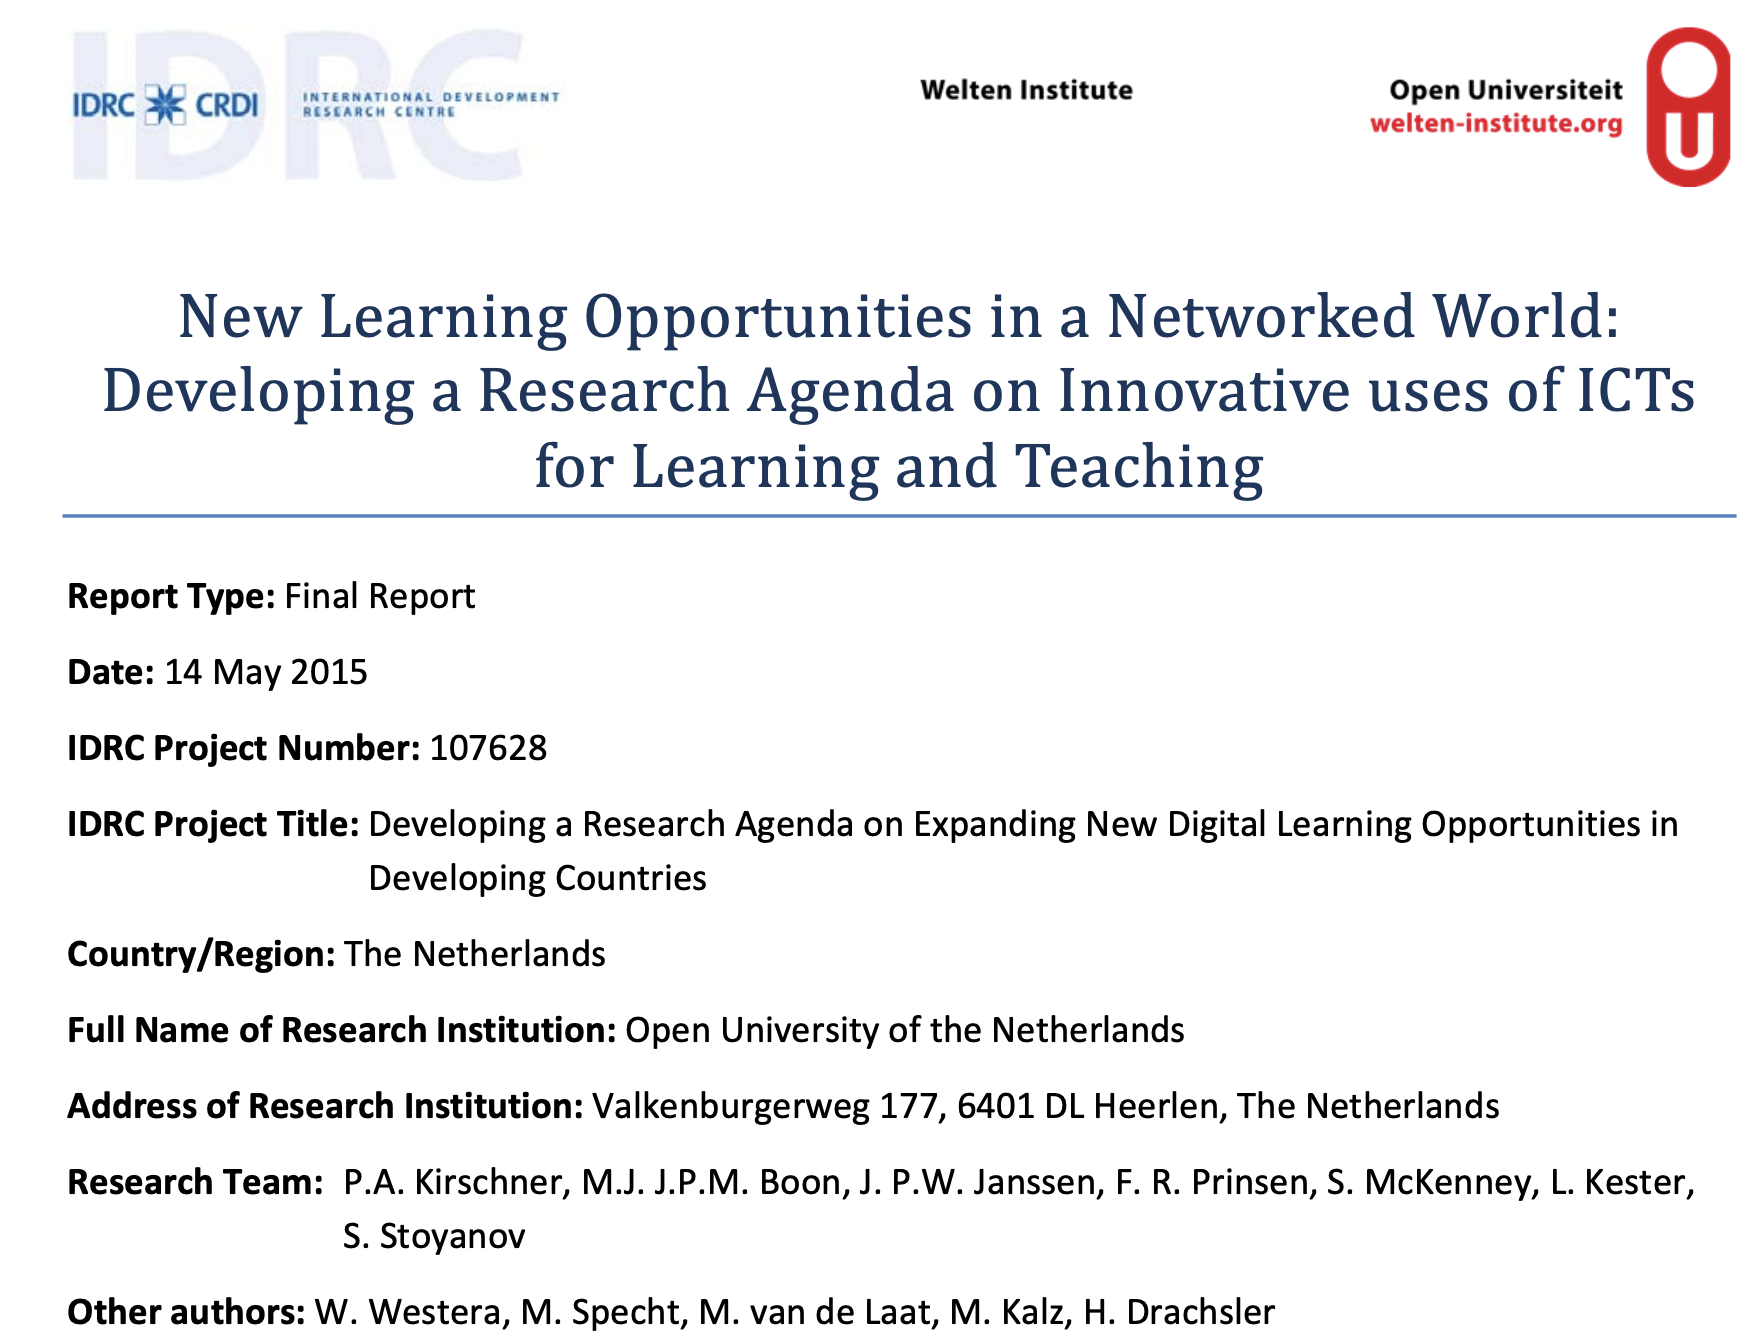 IDRC
IDRC CRDI
INTERNATIONAL DEVELOPMENT
RESEARCH CENTRE
Welten Institute
Open Universiteit
welten-institute.org
OU
New Learning Opportunities in a Networked World:
Developing a Research Agenda on Innovative uses of ICTs
for Learning and Teaching
Report Type: Final Report
Date: 14 May 2015
IDRC Project Number: 107628
IDRC Project Title: Developing a Research Agenda on Expanding New Digital Learning Opportunities in
Developing Countries
Country/Region: The Netherlands
Full Name of Research Institution: Open University of the Netherlands
Address of Research Institution: Valkenburgerweg 177, 6401 DL Heerlen, The Netherlands
Research Team: P.A. Kirschner, M.J. J.P.M. Boon, J. P.W. Janssen, F. R. Prinsen, S. McKenney, L. Kester,
S. Stoyanov
Other authors: W. Westera, M. Specht, M. van de Laat, M. Kalz, H. Drachsler